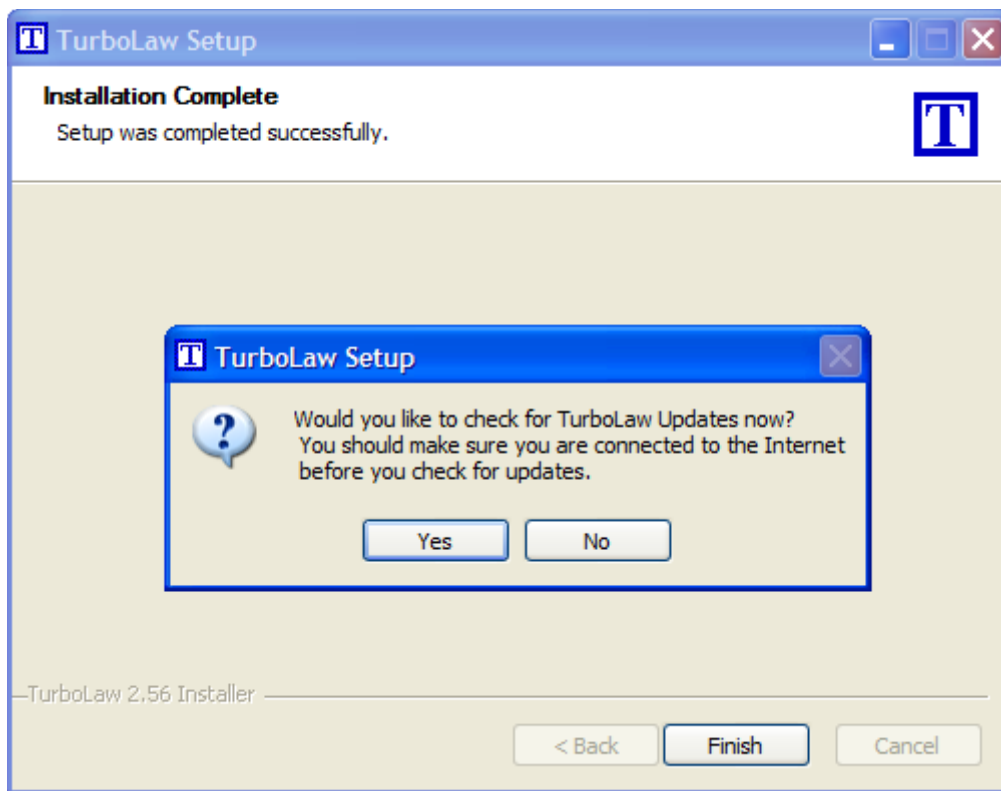 T TurboLaw Setup
Installation Complete
Setup was completed successfully.
T
T TurboLaw Setup
?
Would you like to check for TurboLaw Updates now?
You should make sure you are connected to the Internet
before you check for updates.
Yes No
TurboLaw 2.56 Installer
< Back Finish Cancel